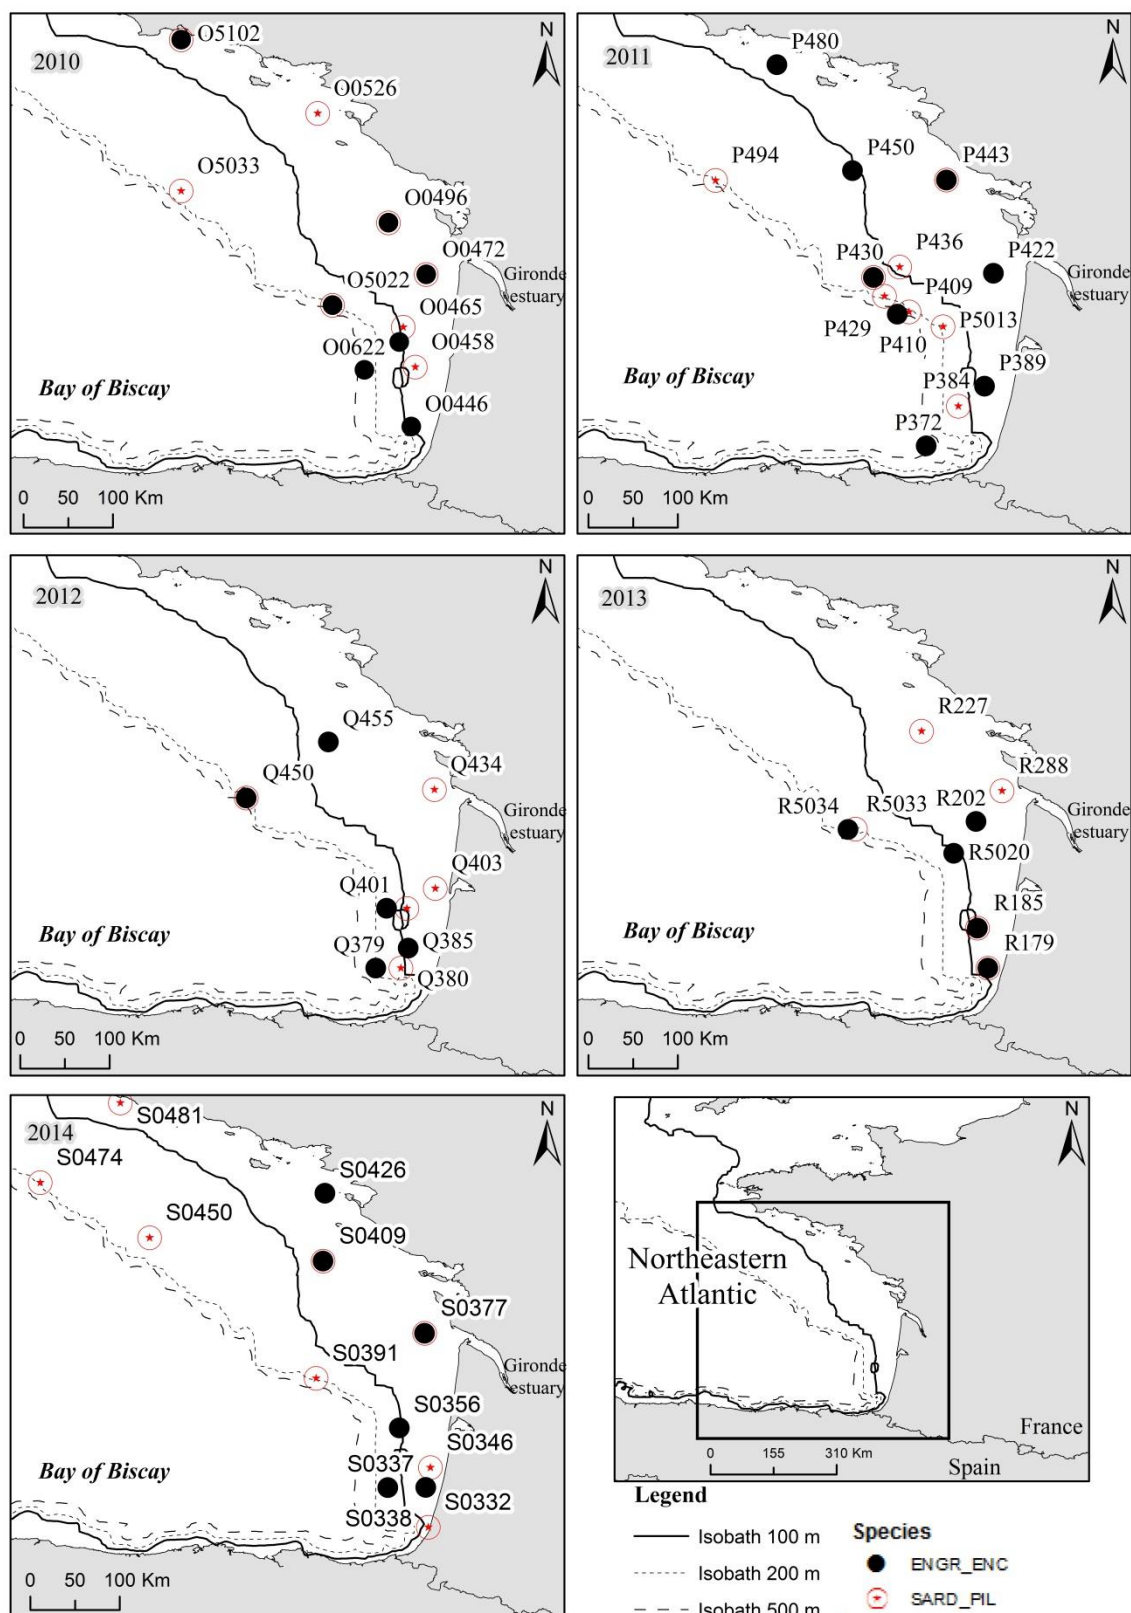 2010
N
O5102
O0526
O5033
O0496
O0472
Gironde
estuary
O5022
O0465
O0458
O0622
Bay of Biscay
O0446
0 50 100 Km
2011
N
P480
P450
P443
P494
P436
P422
P430
Gironde
estuary
P409
P429
P410
P5013
P389
Bay of Biscay
P384
P372
0 50 100 Km
2012
N
Q455
Q450
Q434
Gironde
estuary
Q403
Q401
Bay of Biscay
Q385
Q379
Q380
0 50 100 Km
2013
N
R227
R288
R5034
R5033
R202
Gironde
estuary
R5020
R185
Bay of Biscay
R179
0 50 100 Km
2014
N
S0481
S0474
S0426
S0450
S0409
S0377
S0391
Gironde
estuary
S0356
S0346
Bay of Biscay
S0337
S0332
S0338
0 50 100 Km
N
Northeastern
Atlantic
France
0 155 310 Km
Spain
Legend
Isobath 100 m
Isobath 200 m
Isobath 500 m
Species
ENGR_ENC
SARD_PIL